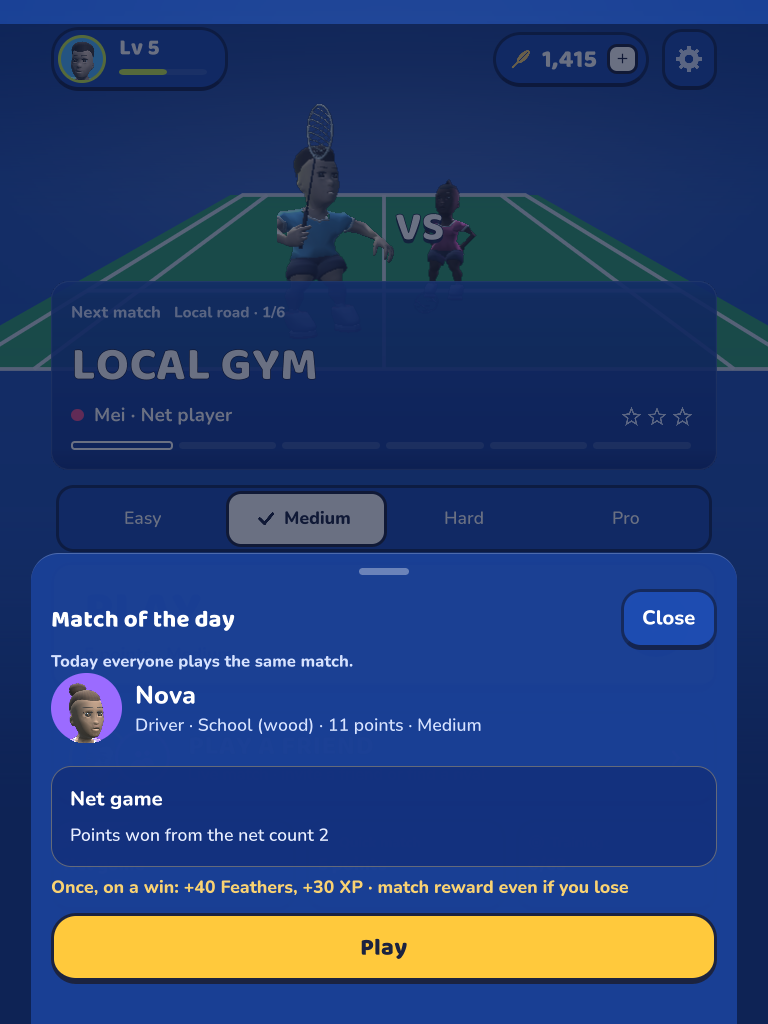 Lv 5
1,415
+
VS
Next match Local road · 1/6
LOCAL GYM
Mei · Net player
Easy
Medium
Hard
Pro
Match of the day
Close
Today everyone plays the same match.
Nova
Driver · School (wood) · 11 points · Medium
Net game
Points won from the net count 2
Once, on a win: +40 Feathers, +30 XP · match reward even if you lose
Play